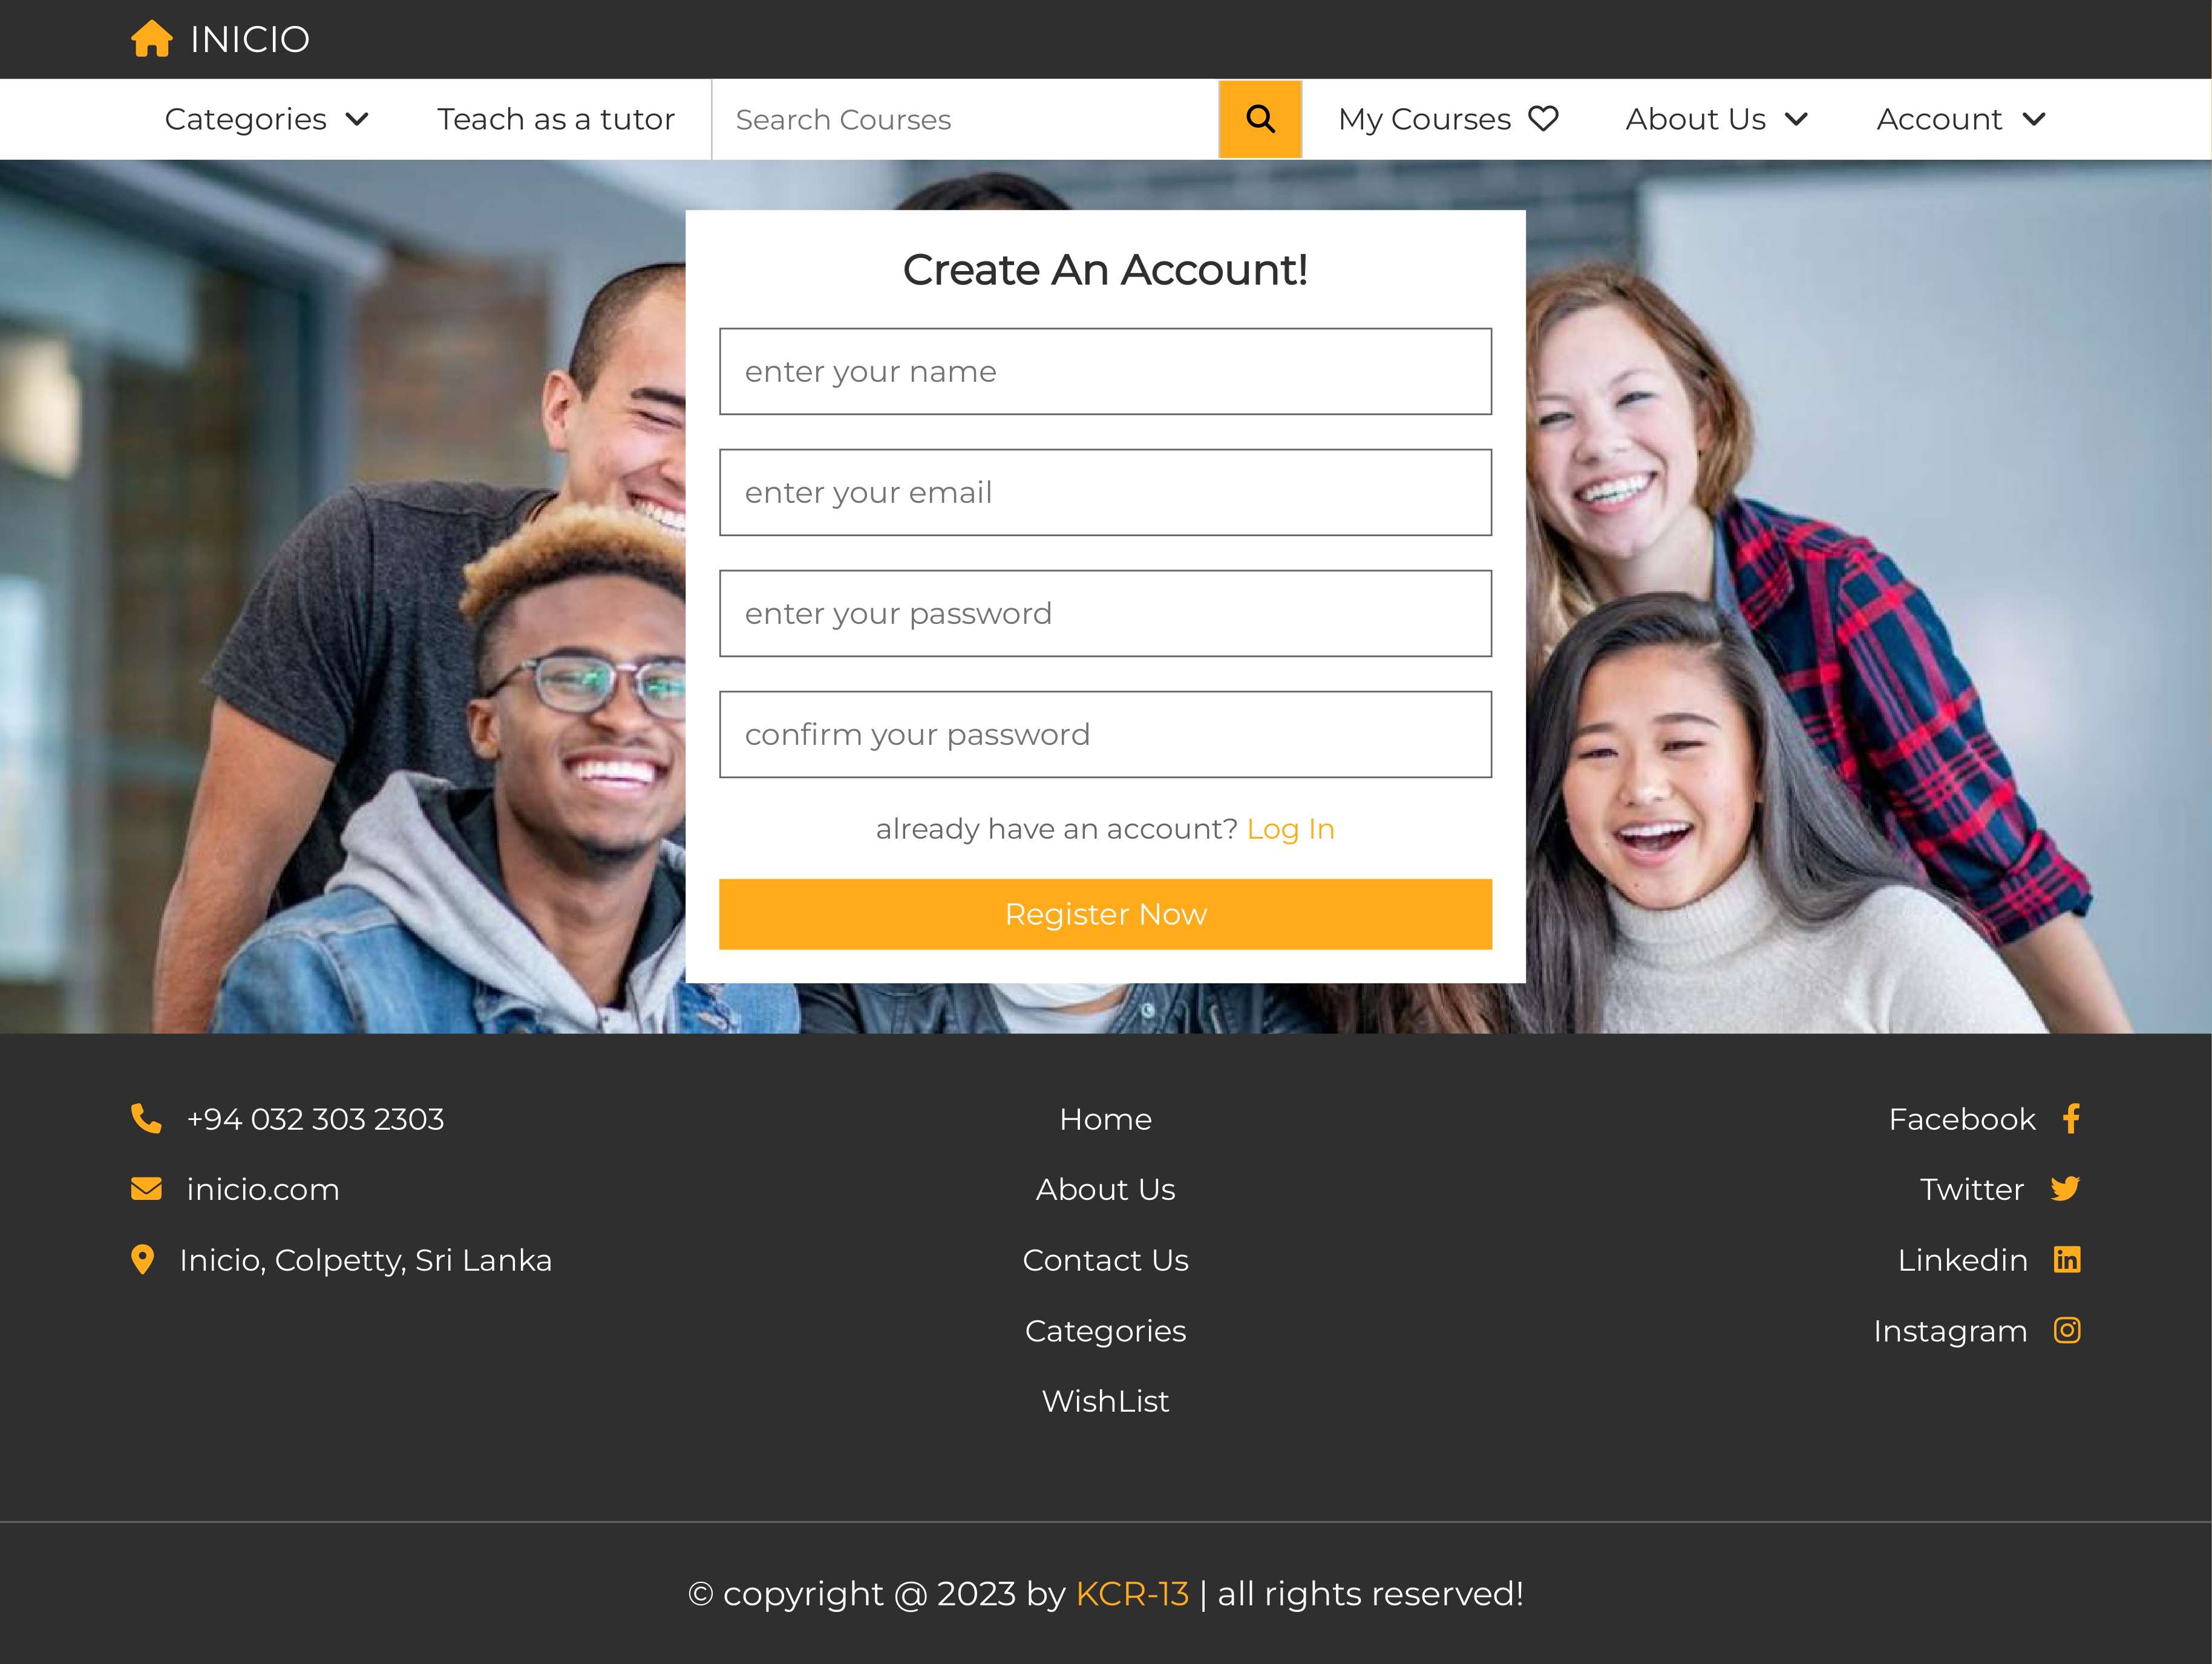 INICIO
Categories
Teach as a tutor
Search Courses
My Courses
About Us
Account
Create An Account!
enter your name
enter your email
enter your password
confirm your password
already have an account? Log In
Register Now
+94 032 303 2303
inicio.com
Inicio, Colpetty, Sri Lanka
Home
About Us
Contact Us
Categories
WishList
Facebook
Twitter
Linkedin
Instagram
© copyright @ 2023 by KCR-13 | all rights reserved!